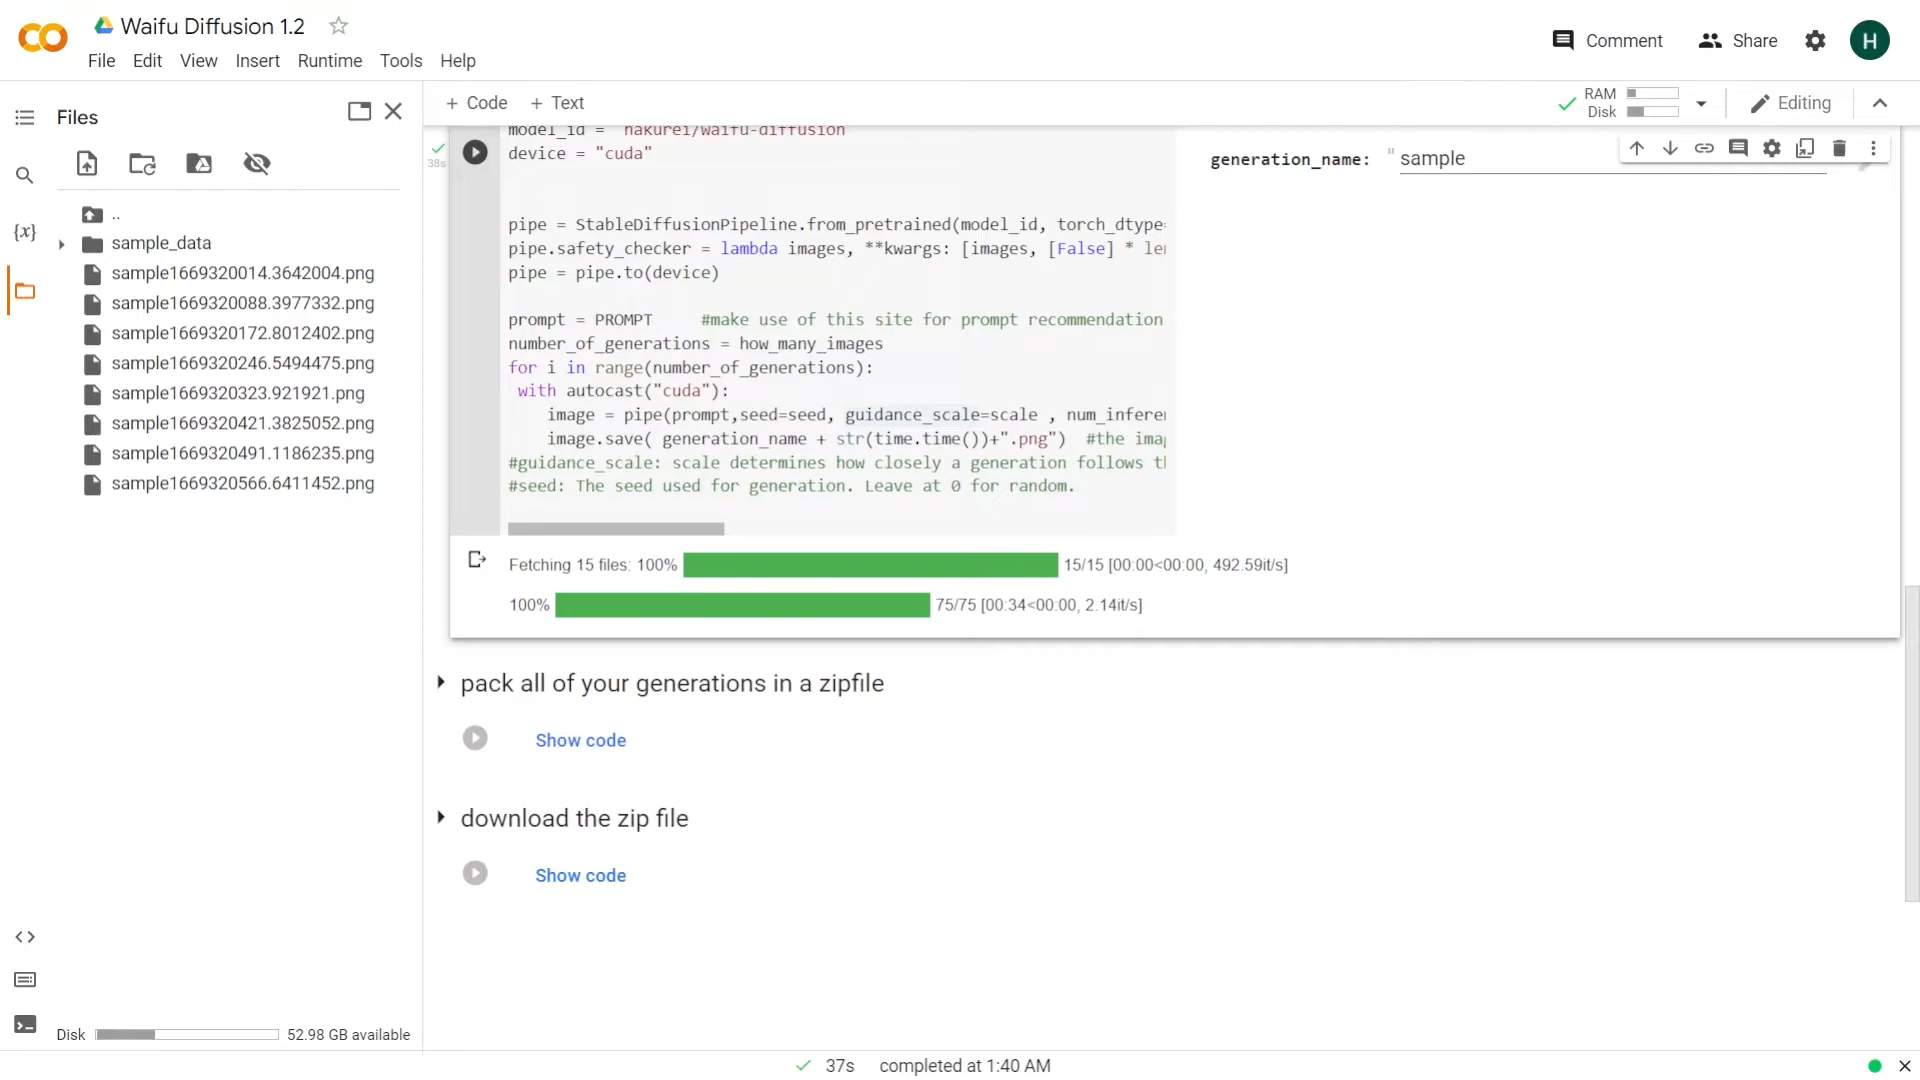 Waifu Diffusion 1.2
File Edit View Insert Runtime Tools Help
Comment
Share
H
Files
+ Code + Text
RAM
Disk
Editing
..
sample_data
sample1669320014.3642004.png
sample1669320088.3977332.png
sample1669320172.8012402.png
sample1669320246.5494475.png
sample1669320323.921921.png
sample1669320421.3825052.png
sample1669320491.1186235.png
sample1669320566.6411452.png
{x}
Disk 52.98 GB available
38s
model_id = "hakurei/waifu-diffusion
device = "cuda"
pipe = StableDiffusionPipeline.from_pretrained(model_id, torch_dtype=
pipe.safety_checker = lambda images, **kwargs: [images, [False] * len
pipe = pipe.to(device)
prompt = PROMPT #make use of this site for prompt recommendation
number_of_generations = how_many_images
for i in range(number_of_generations):
with autocast("cuda"):
image = pipe(prompt,seed=seed, guidance_scale=scale , num_inferen
image.save( generation_name + str(time.time())+".png") #the imag
#guidance_scale: scale determines how closely a generation follows th
#seed: The seed used for generation. Leave at 0 for random.
generation_name: " sample
Fetching 15 files: 100% 15/15 [00:00<00:00, 492.59it/s]
100% 75/75 [00:34<00:00, 2.14it/s]
pack all of your generations in a zipfile
Show code
download the zip file
Show code
37s completed at 1:40 AM